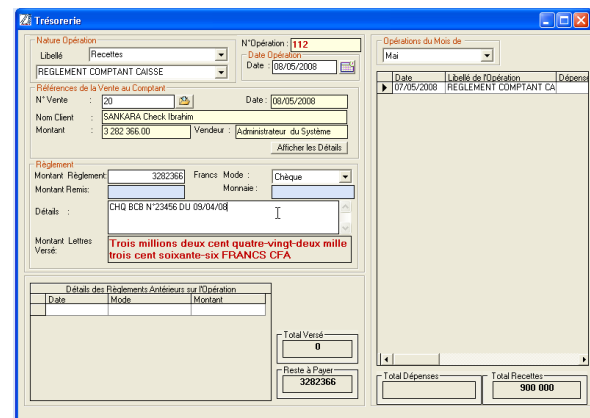 Trésorerie
Nature Opération
Libellé Recettes
REGLEMENT COMPTANT CAISSE
N°Opération : 112
Date Opération
Date : 08/05/2008
Références de la Vente au Comptant
N° Vente : 20 Date : 08/05/2008
Nom Client : SANKARA Check Ibrahim
Montant : 3 282 366.00 Vendeur : Administrateur du Système
Afficher les Détails
Règlement
Montant Règlement: 3282366 Francs Mode : Chèque
Montant Remis: Monnaie :
Détails : CHQ BCB N°23456 DU 09/04/08
Montant Lettres Versé:
Trois millions deux cent quatre-vingt-deux mille
trois cent soixante-six FRANCS CFA
Détails des Règlements Antérieurs sur l'Opération
Date Mode Montant
Total Versé
0
Reste à Payer
3282366
Opérations du Mois de
Mai
Date Libellé de l'Opération Dépense
07/05/2008 REGLEMENT COMPTANT CA
Total Dépenses
Total Recettes
900 000